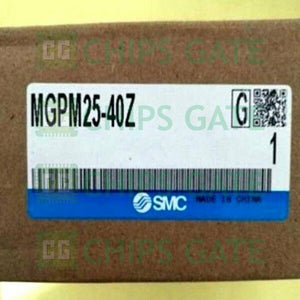 CHIPS GATE
MGPM25-40Z
G
1
SMC
MADE IN CHINA
CHIPS GATE